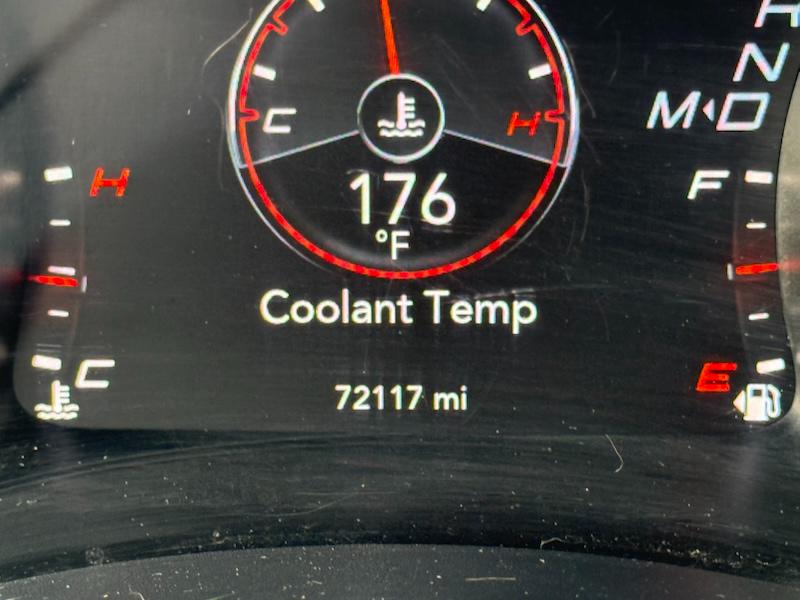 N
M D
C H
H
F
176
°F
Coolant Temp
C
E
72117 mi